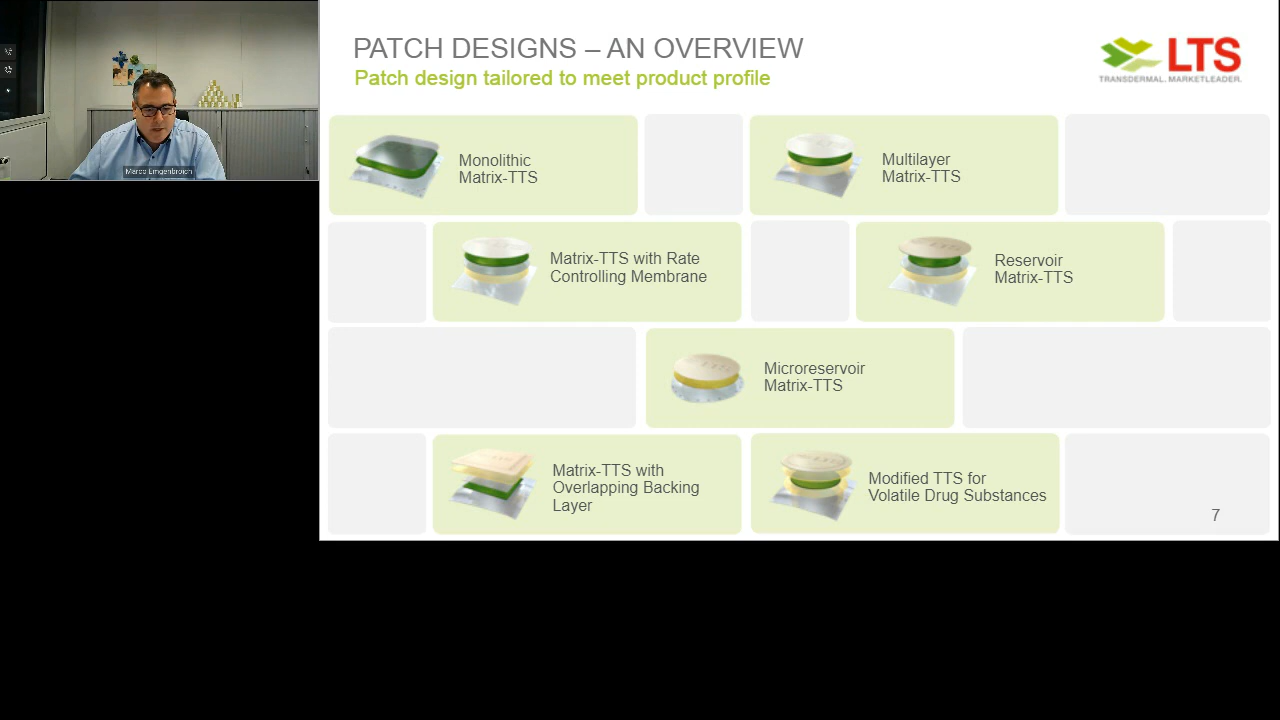 PATCH DESIGNS – AN OVERVIEW
Patch design tailored to meet product profile
LTS
TRANSDERMAL. MARKETLEADER.
Marco Emgenbroich
Monolithic
Matrix-TTS
Multilayer
Matrix-TTS
Matrix-TTS with Rate
Controlling Membrane
Reservoir
Matrix-TTS
Microreservoir
Matrix-TTS
Matrix-TTS with
Overlapping Backing
Layer
Modified TTS for
Volatile Drug Substances
7